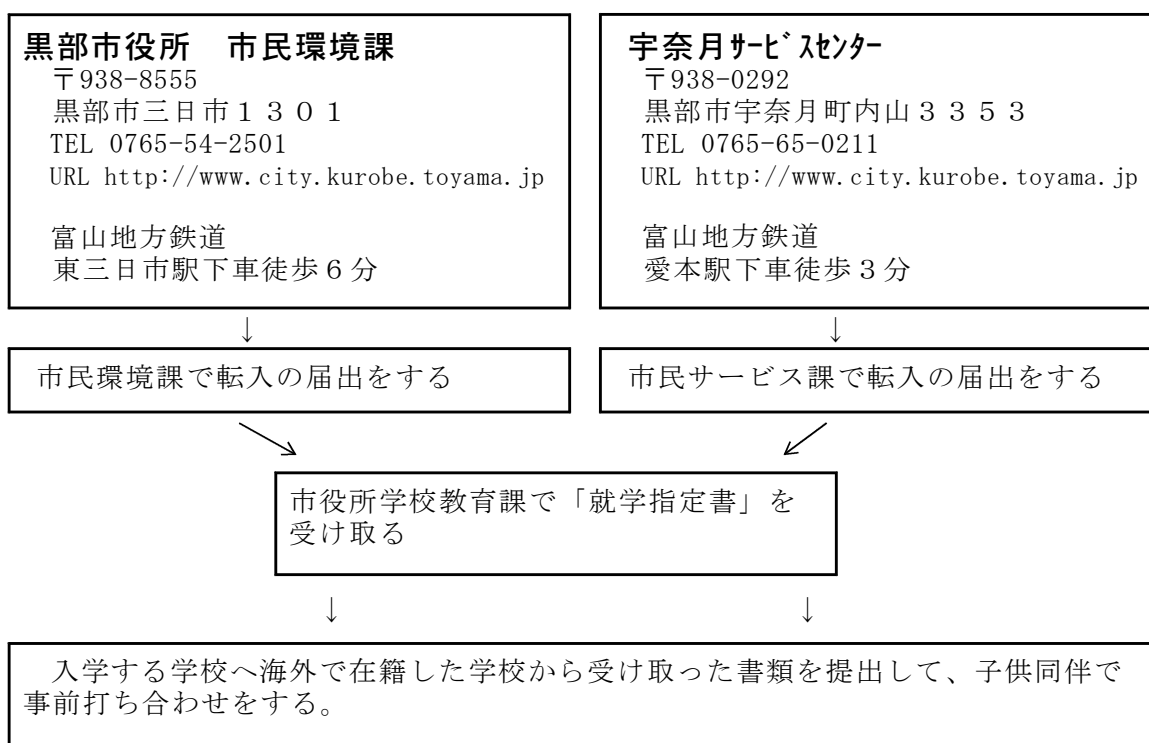 黒部市役所　市民環境課
〒938-8555
黒部市三日市１３０１
TEL 0765-54-2501
URL http://www.city.kurobe.toyama.jp
富山地方鉄道
東三日市駅下車徒歩６分
宇奈月ｻｰﾋﾞｽｾﾝﾀｰ
〒938-0292
黒部市宇奈月町内山３３５３
TEL 0765-65-0211
URL http://www.city.kurobe.toyama.jp
富山地方鉄道
愛本駅下車徒歩３分
↓
↓
市民環境課で転入の届出をする
市民サービス課で転入の届出をする
市役所学校教育課で「就学指定書」を
受け取る
↓
↓
入学する学校へ海外で在籍した学校から受け取った書類を提出して、子供同伴で
事前打ち合わせをする。